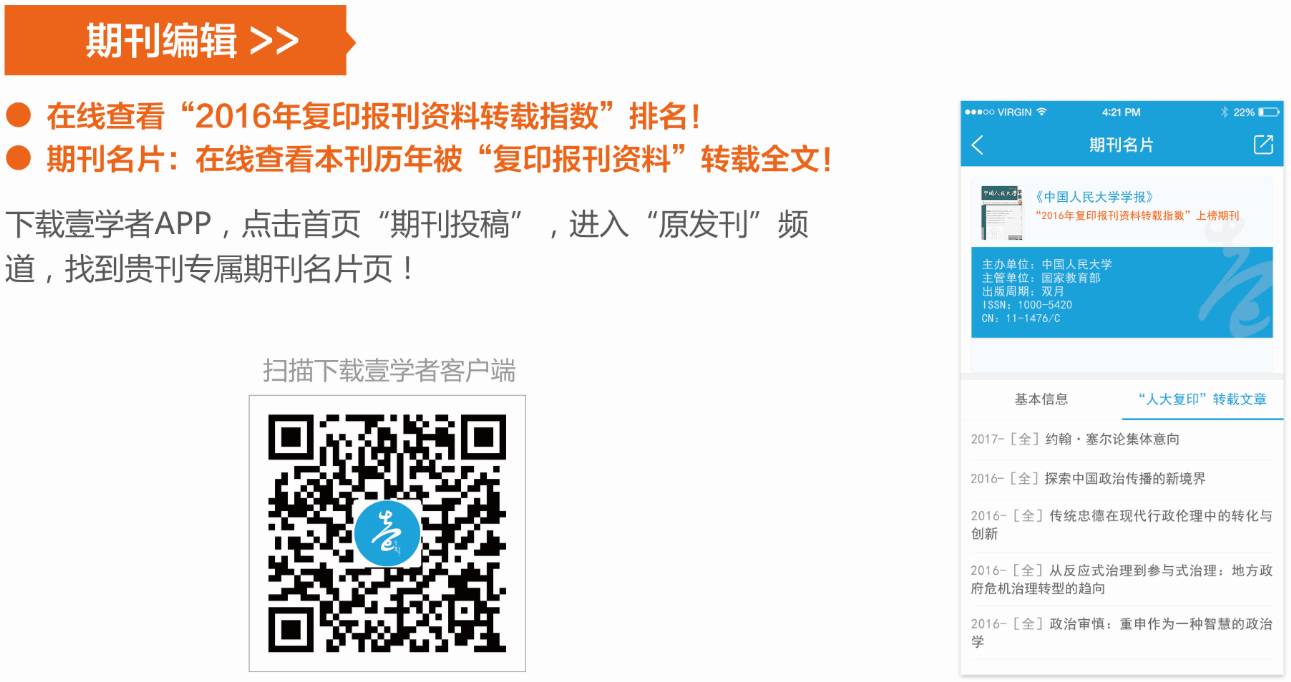 期刊编辑 >>
● 在线查看“2016年复印报刊资料转载指数”排名！
● 期刊名片：在线查看本刊历年被“复印报刊资料”转载全文！
下载壹学者APP，点击首页“期刊投稿”，进入“原发刊”频
道，找到贵刊专属期刊名片页！
扫描下载壹学者客户端
VIRGIN 4:21 PM 22%
期刊名片
《中国人民大学学报》
“2016年复印报刊资料转载指数”上榜期刊
主办单位：中国人民大学
主管单位：国家教育部
出版周期：双月
ISSN：1000-5420
CN：11-1476/C
基本信息 “人大复印”转载文章
2017-［全］约翰·塞尔论集体意向
2016-［全］探索中国政治传播的新境界
2016-［全］传统忠德在现代行政伦理中的转化与
创新
2016-［全］从反应式治理到参与式治理：地方政
府危机治理转型的趋向
2016-［全］政治审慎：重申作为一种智慧的政治
学